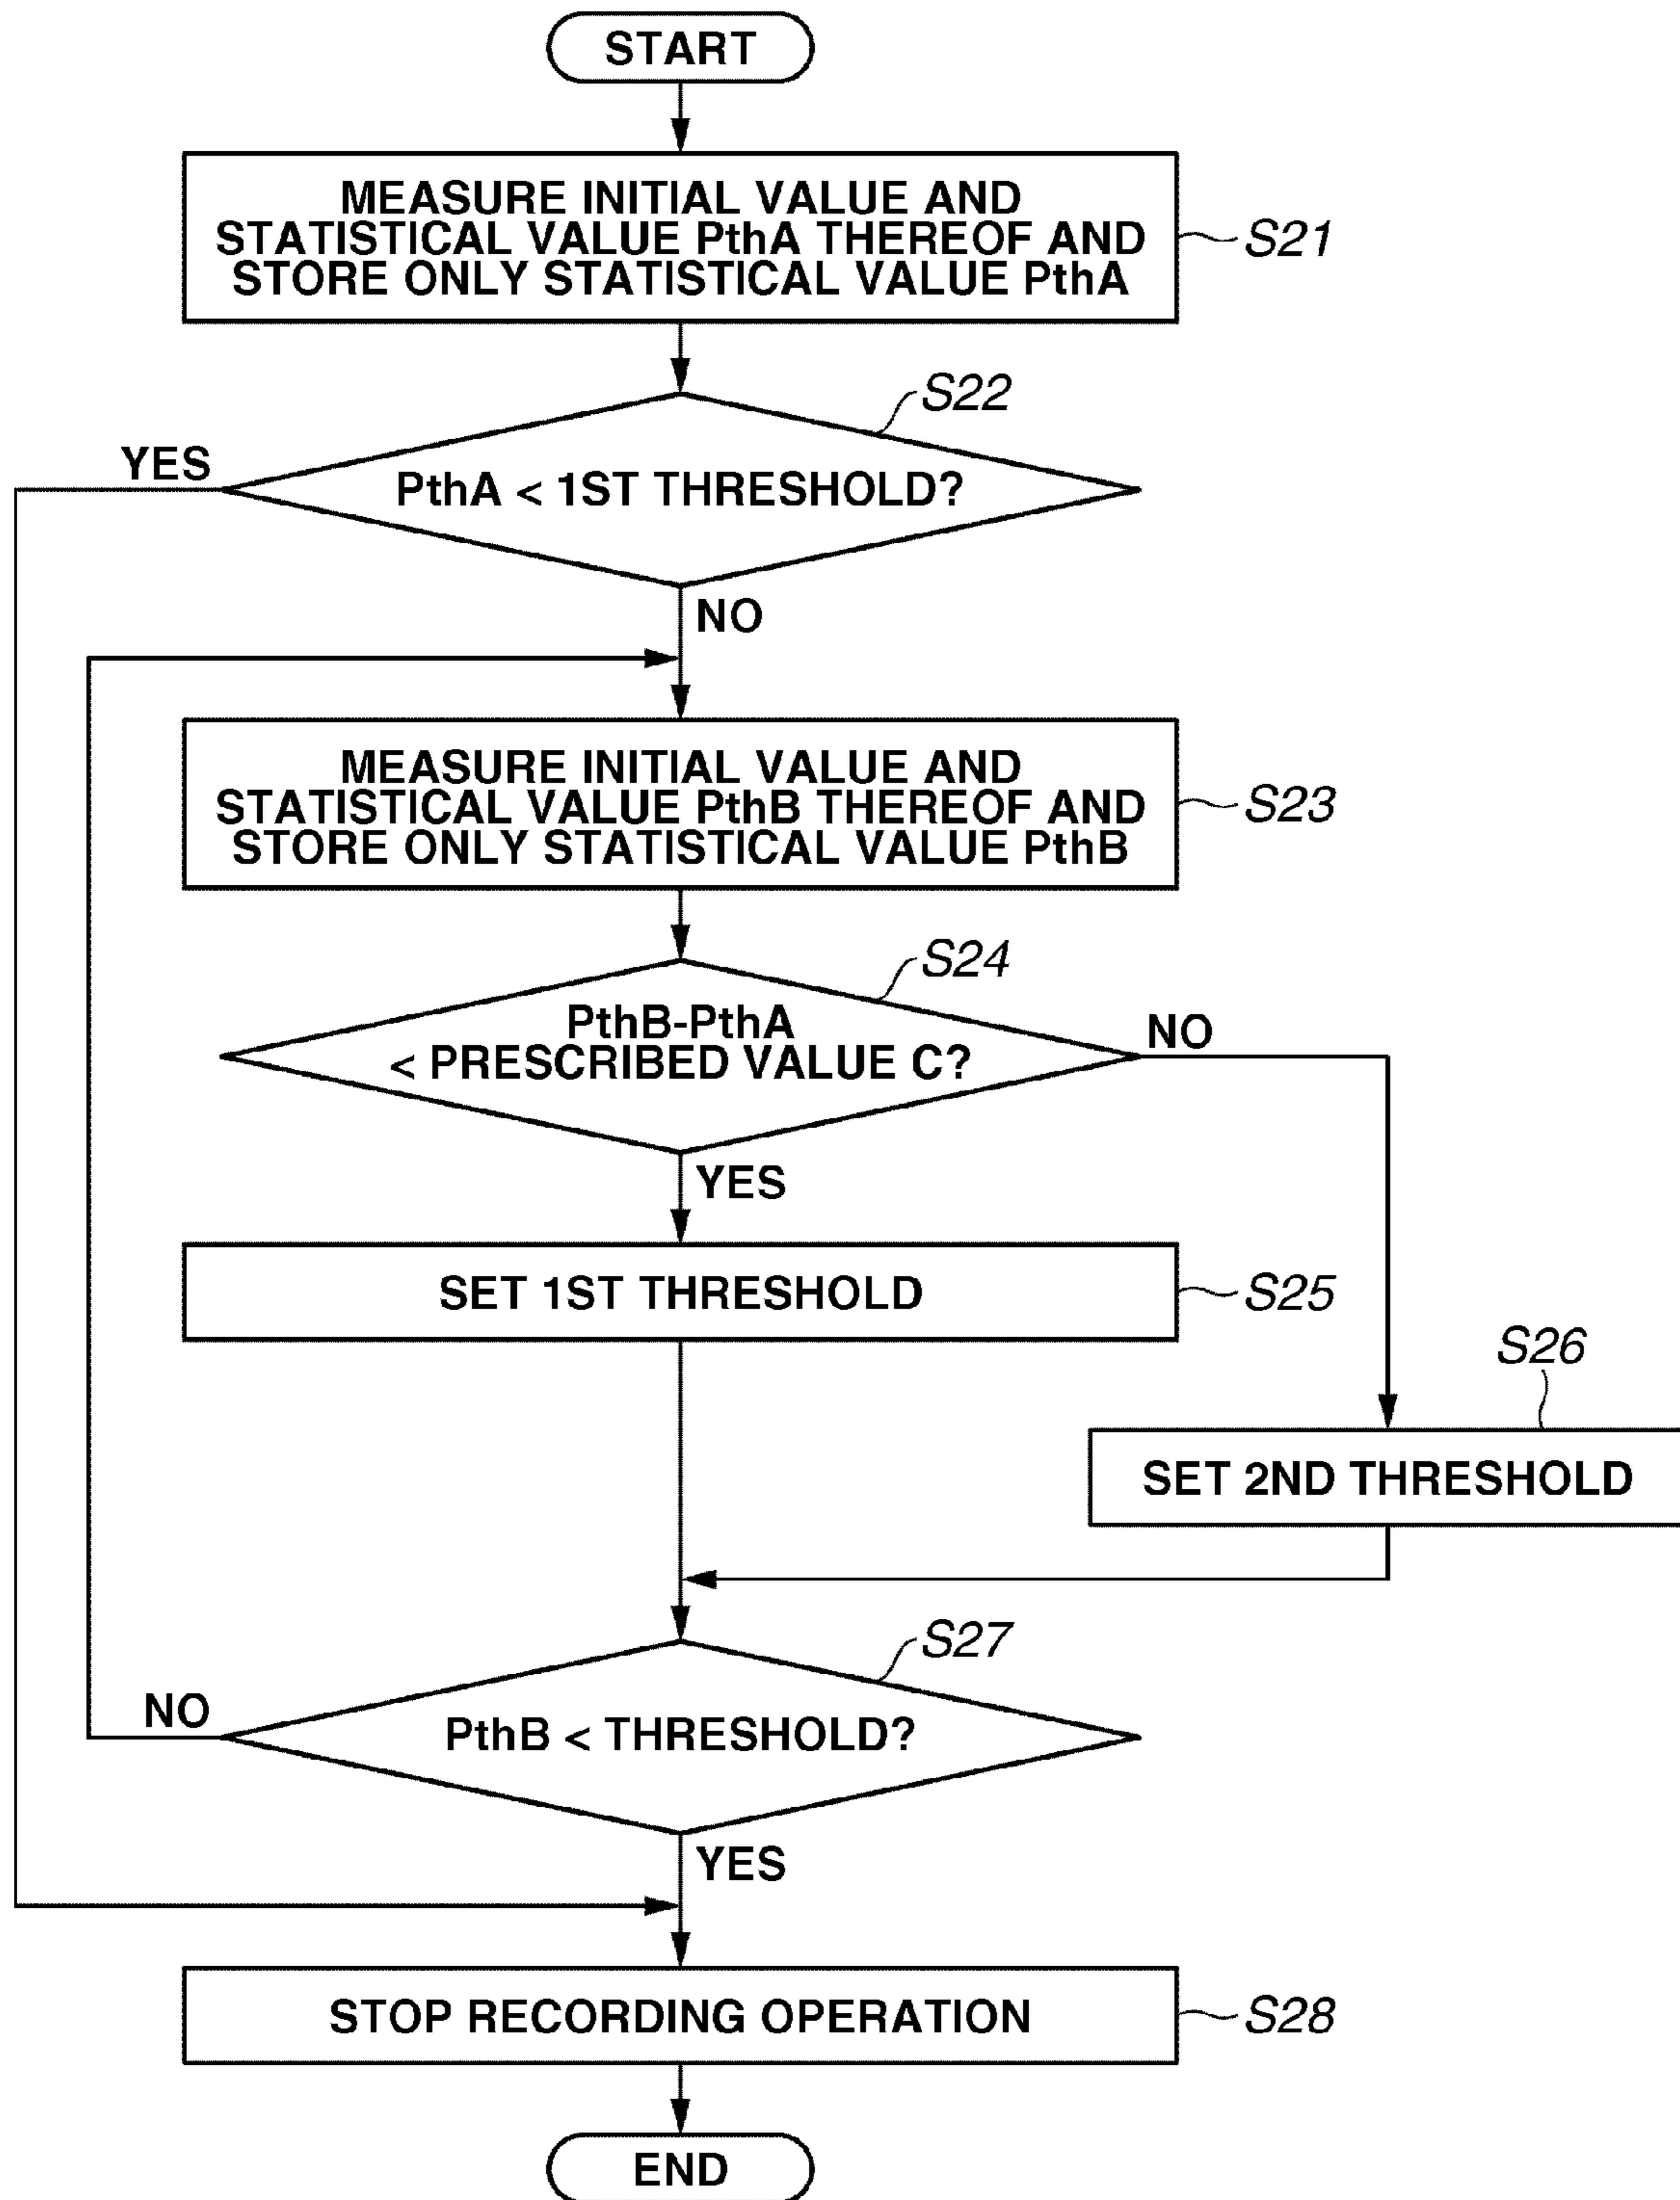 START
MEASURE INITIAL VALUE AND
STATISTICAL VALUE PthA THEREOF AND
STORE ONLY STATISTICAL VALUE PthA
S21
S22
YES
PthA < 1ST THRESHOLD?
NO
MEASURE INITIAL VALUE AND
STATISTICAL VALUE PthB THEREOF AND
STORE ONLY STATISTICAL VALUE PthB
S23
S24
PthB-PthA
< PRESCRIBED VALUE C?
NO
YES
SET 1ST THRESHOLD
S25
S26
SET 2ND THRESHOLD
S27
NO
PthB < THRESHOLD?
YES
STOP RECORDING OPERATION
S28
END